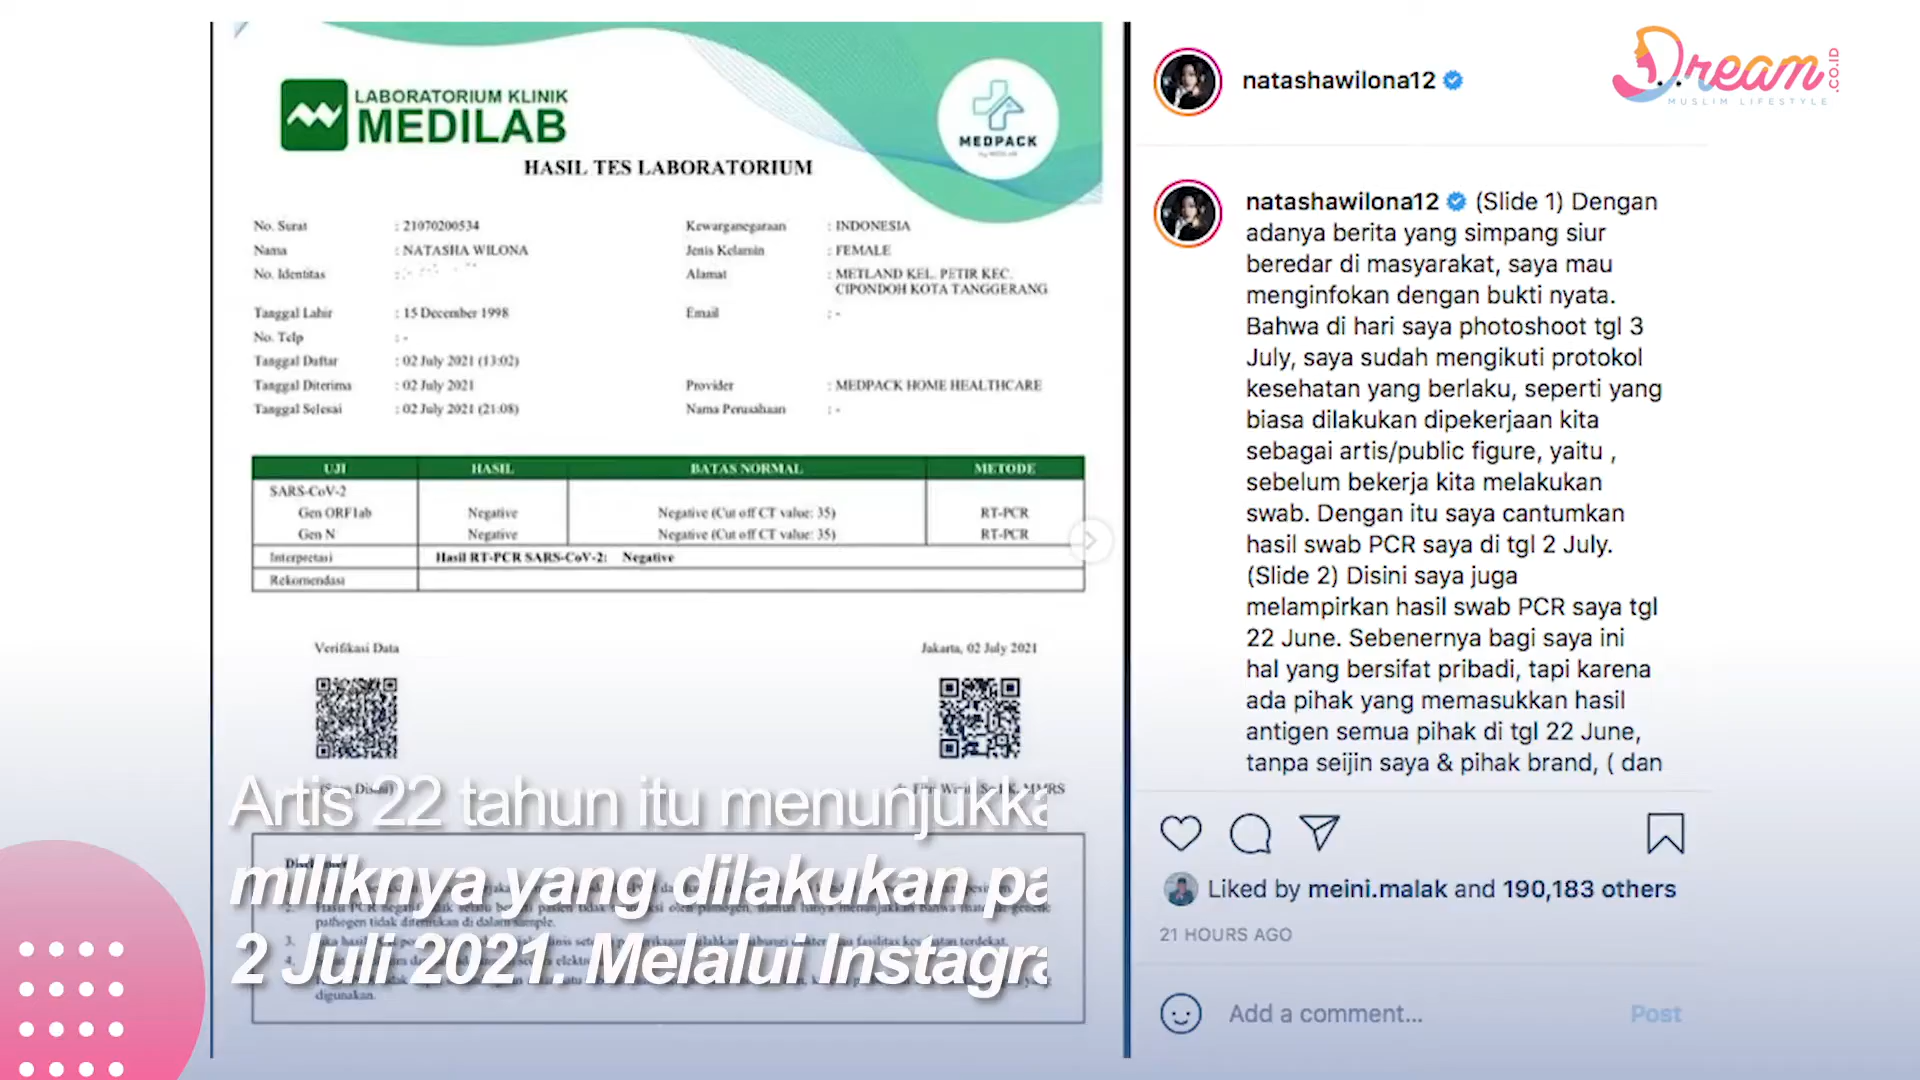 LABORATORIUM KLINIK
MEDILAB
MEDPACK
HASIL TES LABORATORIUM
No. Surat : 21070200534
Nama : NATASHA WILONA
No. Identitas :
Tanggal Lahir : 15 December 1998
No. Telp : -
Tanggal Daftar : 02 July 2021 (13:02)
Tanggal Diterima : 02 July 2021
Tanggal Selesai : 02 July 2021 (21:08)
Kewarganegaraan : INDONESIA
Jenis Kelamin : FEMALE
Alamat : METLAND KEL. PETIR KEC.
CIPONDOH KOTA TANGGERANG
Email : -
Provider : MEDPACK HOME HEALTHCARE
Nama Perusahaan : -
UJI HASIL BATAS NORMAL METODE
SARS-CoV-2
Gen ORF1ab Negative Negative (Cut off CT value: 35) RT-PCR
Gen N Negative Negative (Cut off CT value: 35) RT-PCR
Interpretasi Hasil RT-PCR SARS-CoV-2: Negative
Rekomendasi
Verifikasi Data
Jakarta, 02 July 2021
Artis 22 tahun itu menunjukka
miliknya yang dilakukan pa
2 Juli 2021. Melalui Instagra
pathogen tidak ditemukan di dalam sample.
digunakan.
natashawilona12
Dream
.CO.ID
MUSLIM LIFESTYLE
natashawilona12 (Slide 1) Dengan
adanya berita yang simpang siur
beredar di masyarakat, saya mau
menginfokan dengan bukti nyata.
Bahwa di hari saya photoshoot tgl 3
July, saya sudah mengikuti protokol
kesehatan yang berlaku, seperti yang
biasa dilakukan dipekerjaan kita
sebagai artis/public figure, yaitu ,
sebelum bekerja kita melakukan
swab. Dengan itu saya cantumkan
hasil swab PCR saya di tgl 2 July.
(Slide 2) Disini saya juga
melampirkan hasil swab PCR saya tgl
22 June. Sebenernya bagi saya ini
hal yang bersifat pribadi, tapi karena
ada pihak yang memasukkan hasil
antigen semua pihak di tgl 22 June,
tanpa seijin saya & pihak brand, ( dan
Liked by meini.malak and 190,183 others
21 HOURS AGO
Add a comment...
Post